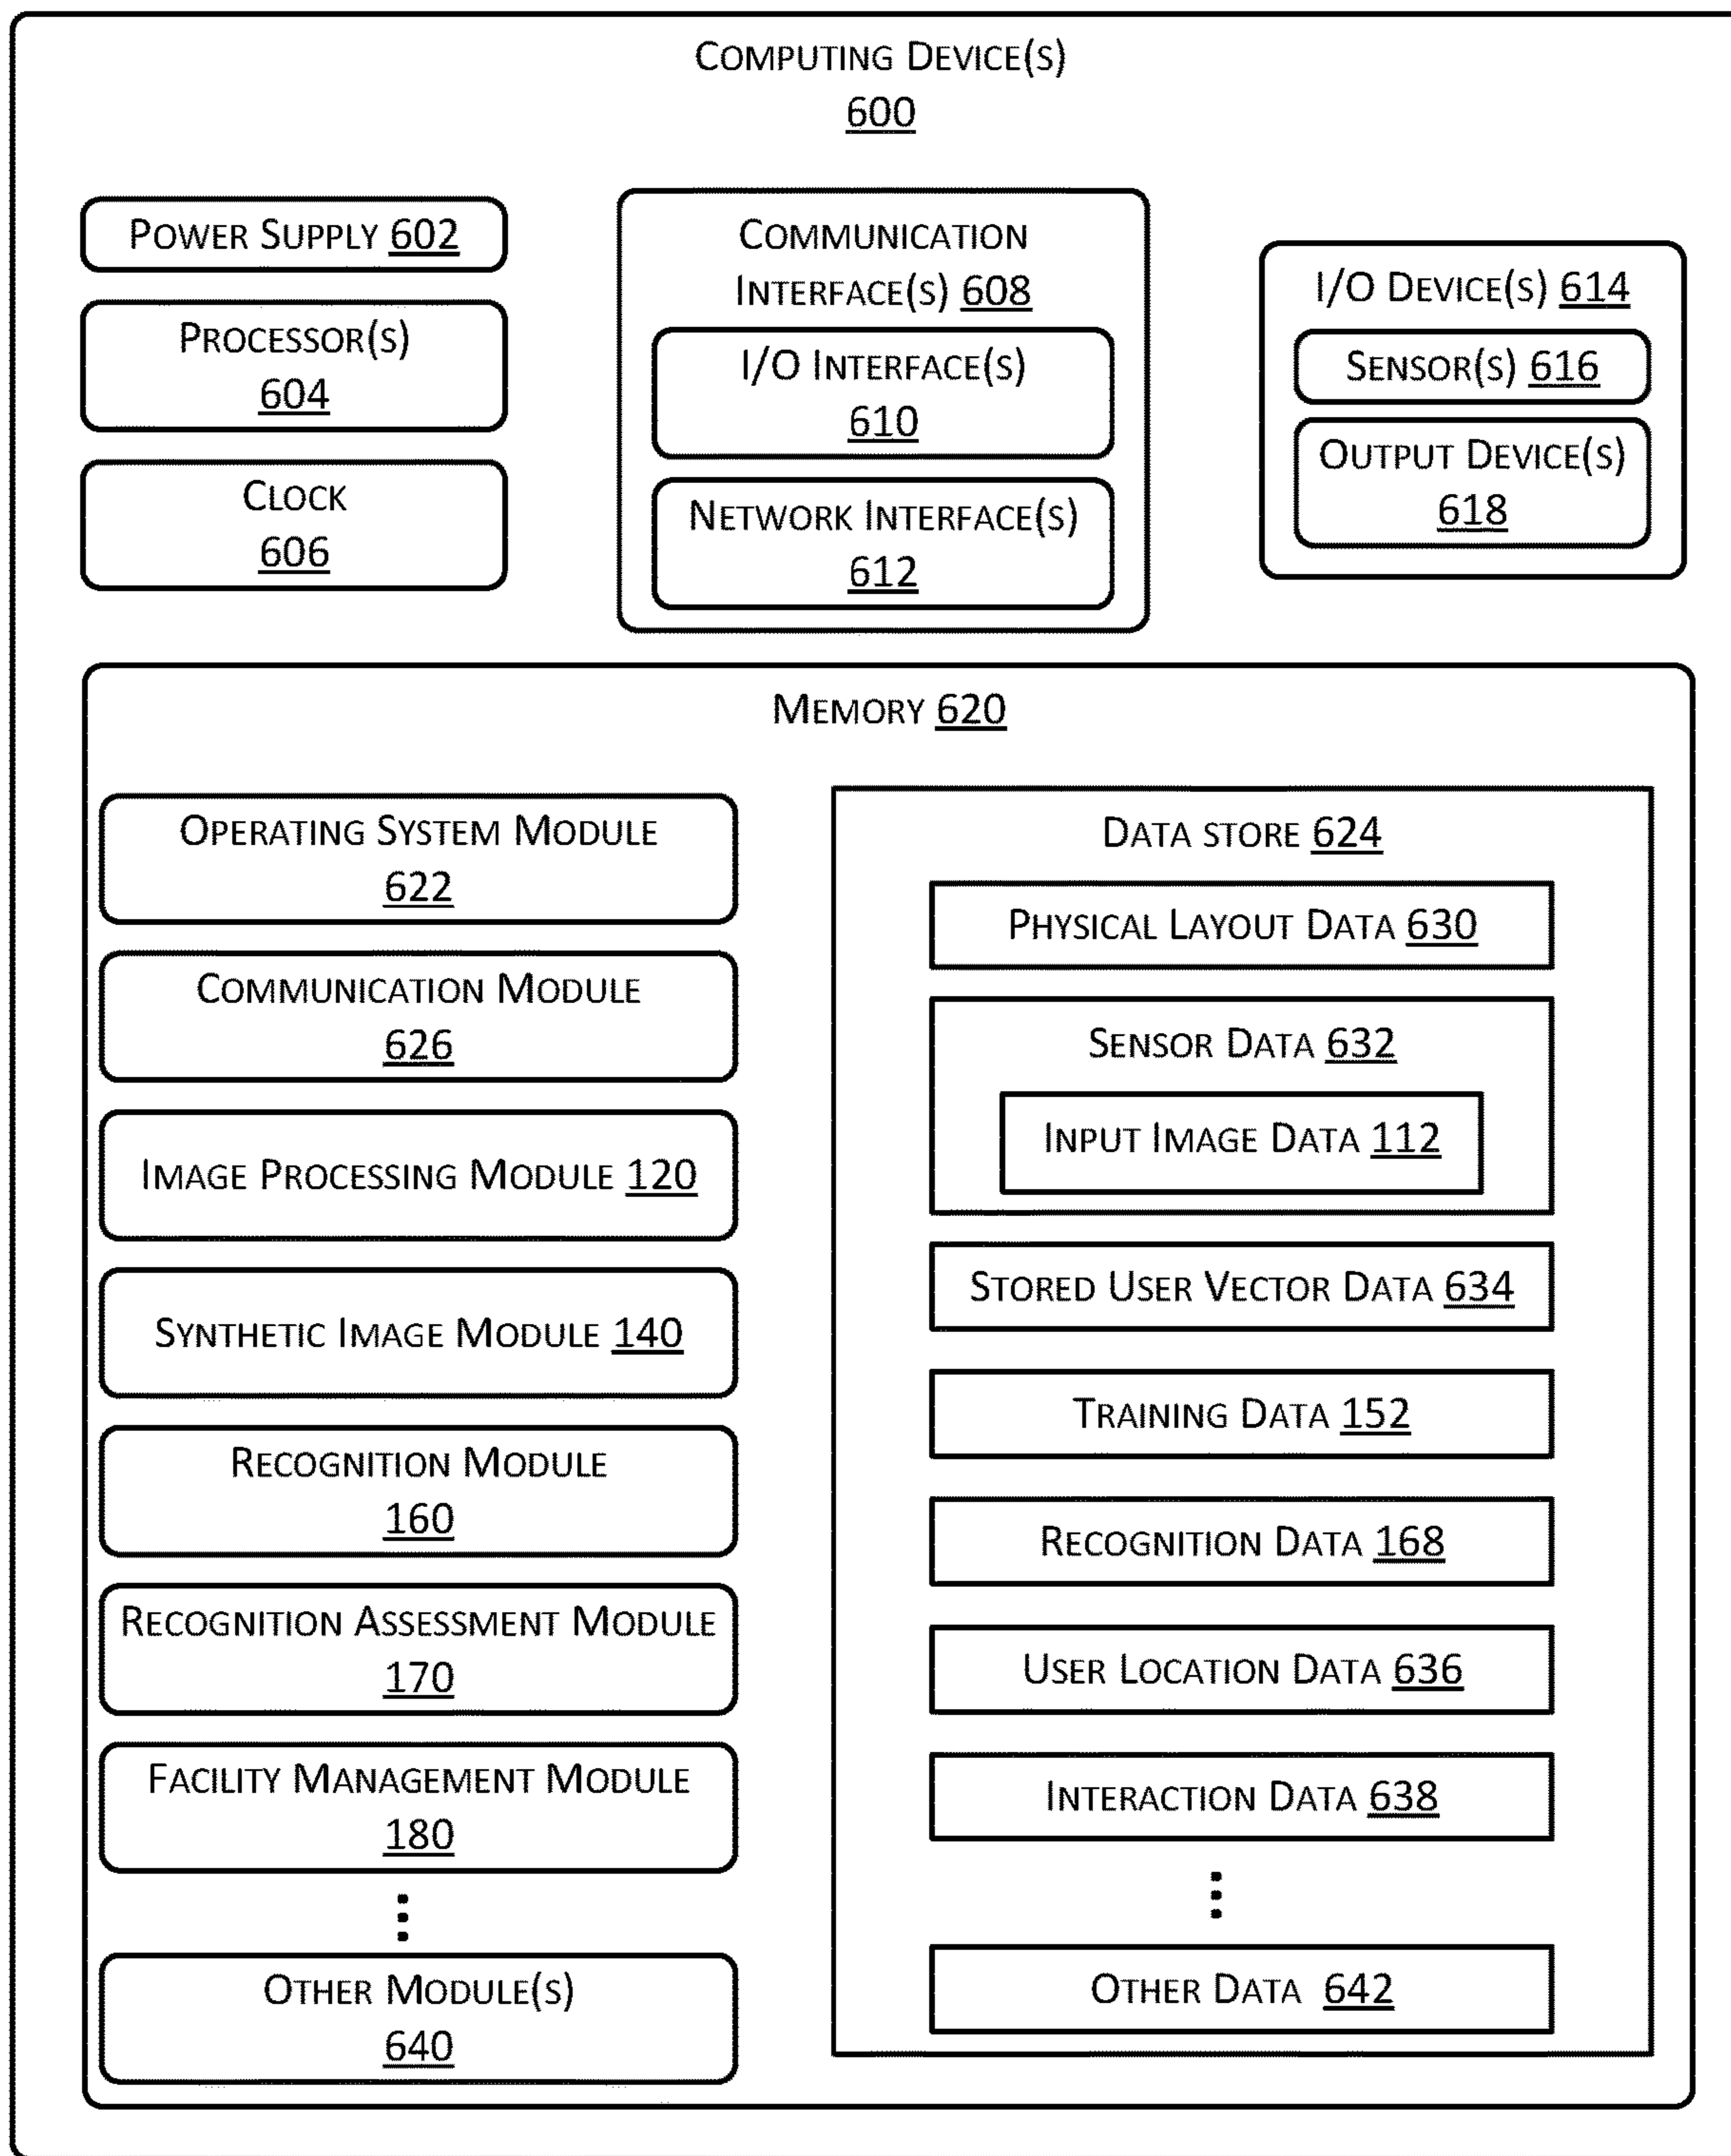 COMPUTING DEVICE(S)
600
POWER SUPPLY 602
PROCESSOR(S)
604
CLOCK
606
COMMUNICATION
INTERFACE(S) 608
I/O INTERFACE(S)
610
NETWORK INTERFACE(S)
612
I/O DEVICE(S) 614
SENSOR(S) 616
OUTPUT DEVICE(S)
618
MEMORY 620
OPERATING SYSTEM MODULE
622
COMMUNICATION MODULE
626
IMAGE PROCESSING MODULE 120
SYNTHETIC IMAGE MODULE 140
RECOGNITION MODULE
160
RECOGNITION ASSESSMENT MODULE
170
FACILITY MANAGEMENT MODULE
180
OTHER MODULE(S)
640
DATA STORE 624
PHYSICAL LAYOUT DATA 630
SENSOR DATA 632
INPUT IMAGE DATA 112
STORED USER VECTOR DATA 634
TRAINING DATA 152
RECOGNITION DATA 168
USER LOCATION DATA 636
INTERACTION DATA 638
OTHER DATA 642